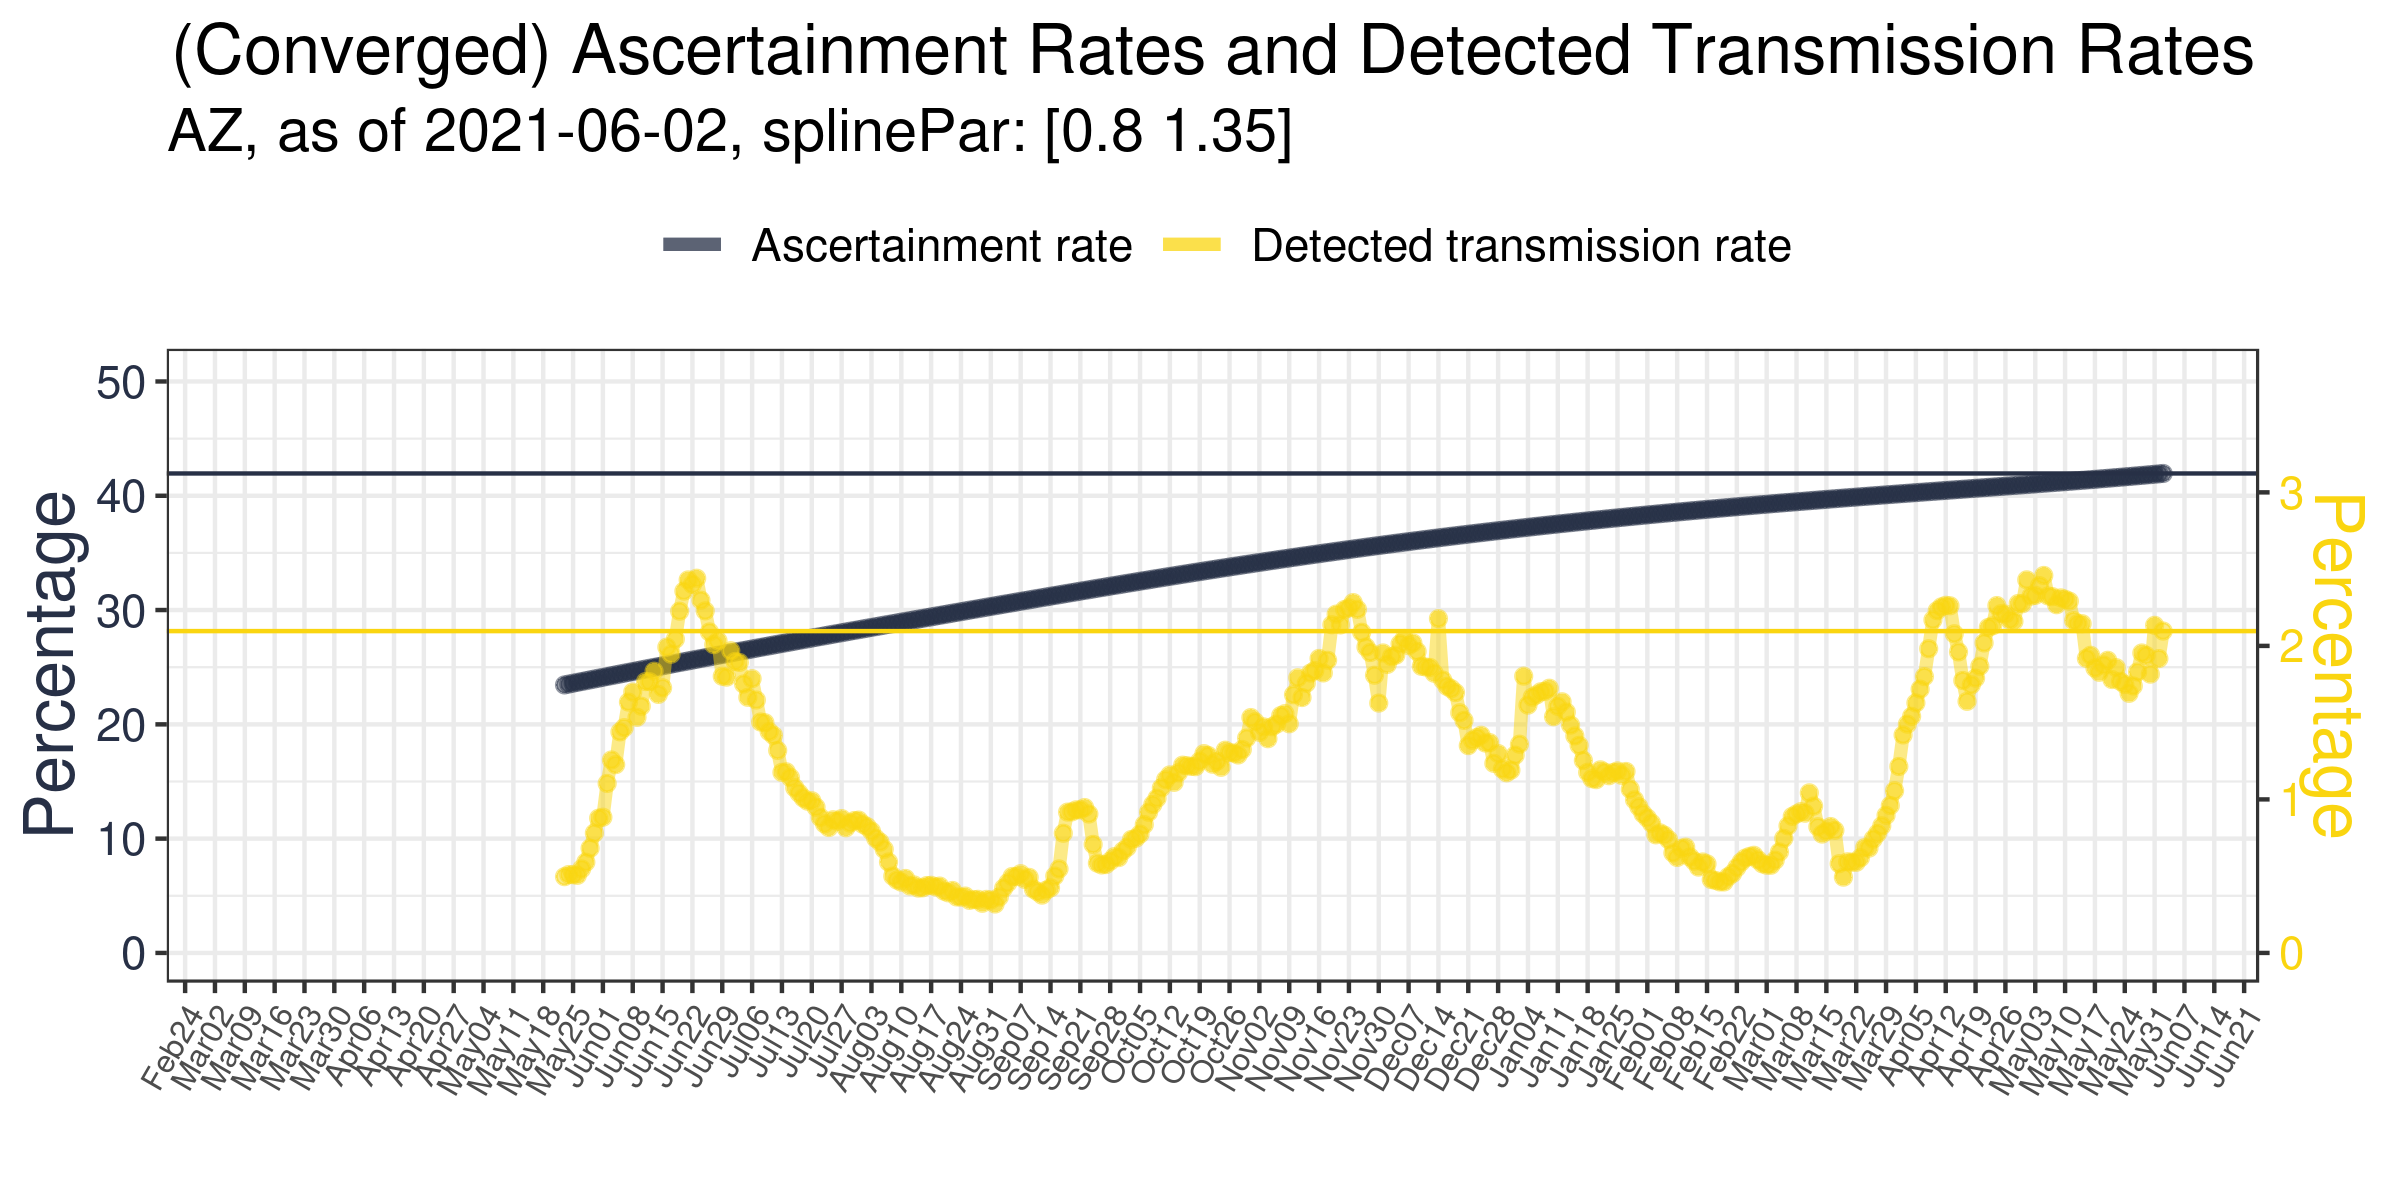 (Converged) Ascertainment Rates and Detected Transmission Rates
AZ, as of 2021-06-02, splinePar: [0.8 1.35]
Ascertainment rate Detected transmission rate
Percentage
50
40
30
20
10
0
3
2
1
0
Percentage
Feb24 Mar02 Mar09 Mar16 Mar23 Mar30 Apr06 Apr13 Apr20 Apr27 May04 May11 May18 May25 Jun01 Jun08 Jun15 Jun22 Jun29 Jul06 Jul13 Jul20 Jul27 Aug03 Aug10 Aug17 Aug24 Aug31 Sep07 Sep14 Sep21 Sep28 Oct05 Oct12 Oct19 Oct26 Nov02 Nov09 Nov16 Nov23 Nov30 Dec07 Dec14 Dec21 Dec28 Jan04 Jan11 Jan18 Jan25 Feb01 Feb08 Feb15 Feb22 Mar01 Mar08 Mar15 Mar22 Mar29 Apr05 Apr12 Apr19 Apr26 May03 May10 May17 May24 May31 Jun07 Jun14 Jun21